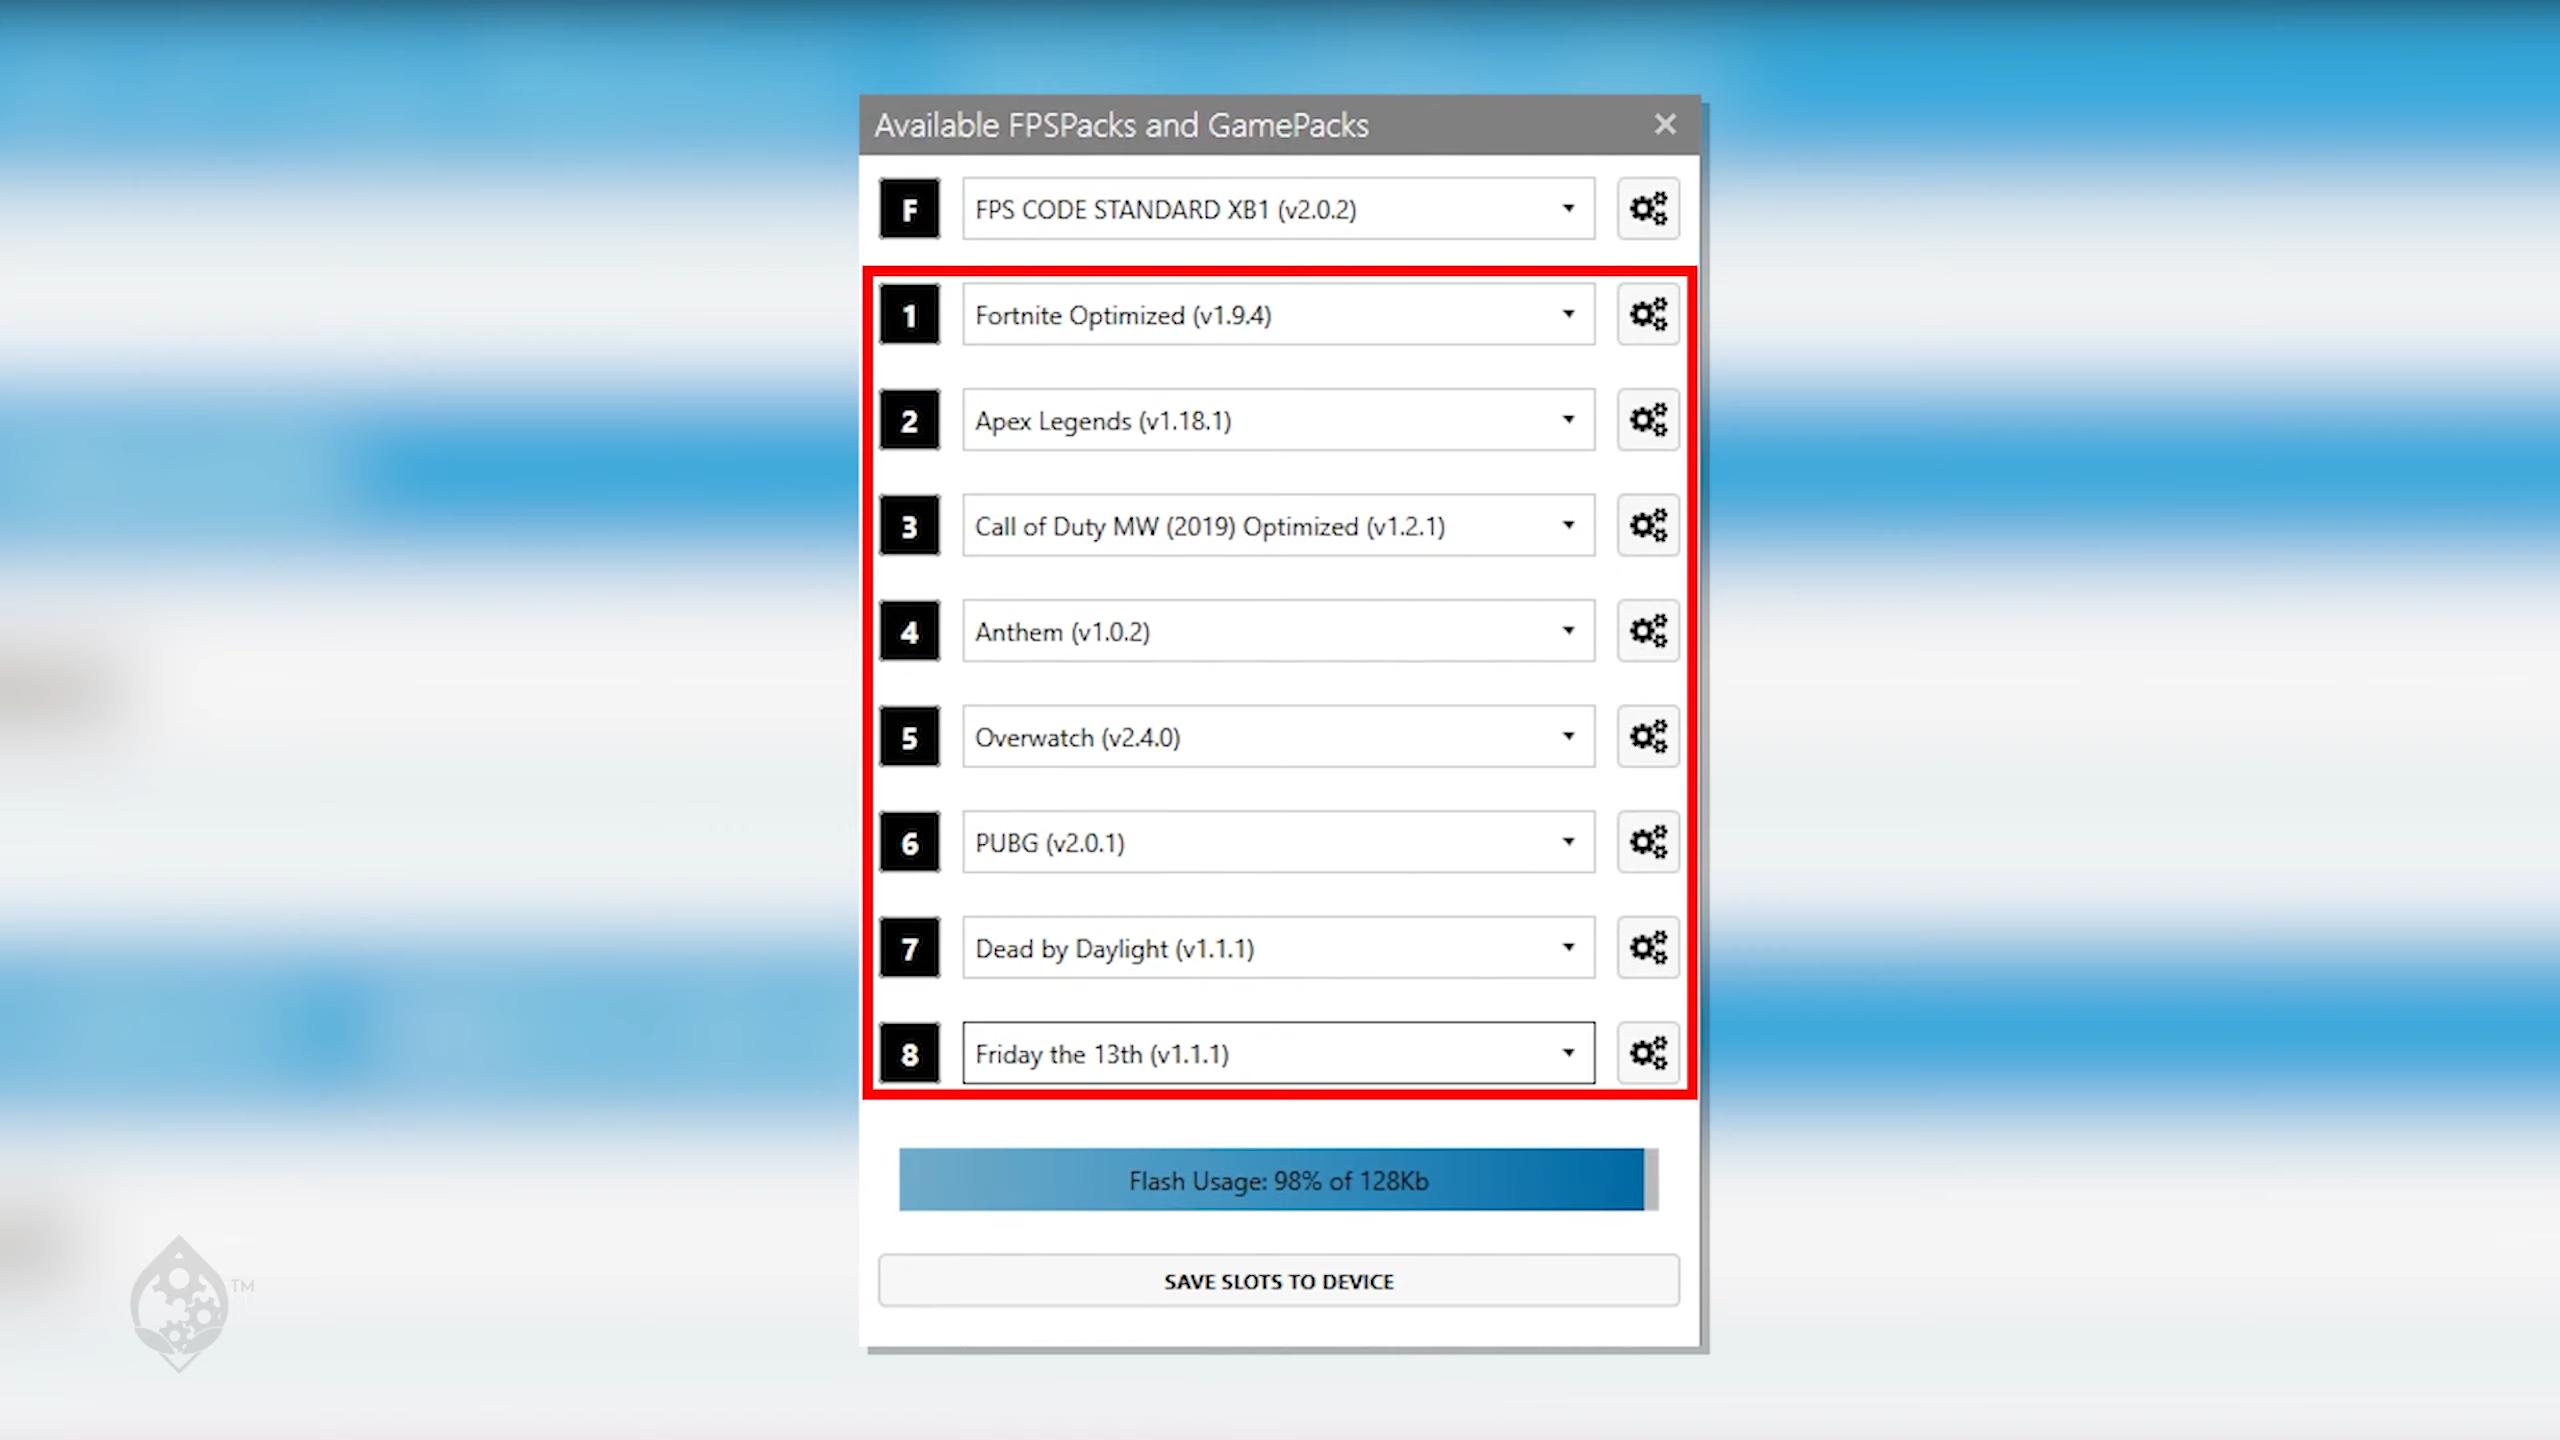 Available FPSPacks and GamePacks
F FPS CODE STANDARD XB1 (v2.0.2)
1 Fortnite Optimized (v1.9.4)
2 Apex Legends (v1.18.1)
3 Call of Duty MW (2019) Optimized (v1.2.1)
4 Anthem (v1.0.2)
5 Overwatch (v2.4.0)
6 PUBG (v2.0.1)
7 Dead by Daylight (v1.1.1)
8 Friday the 13th (v1.1.1)
Flash Usage: 98% of 128Kb
SAVE SLOTS TO DEVICE
TM